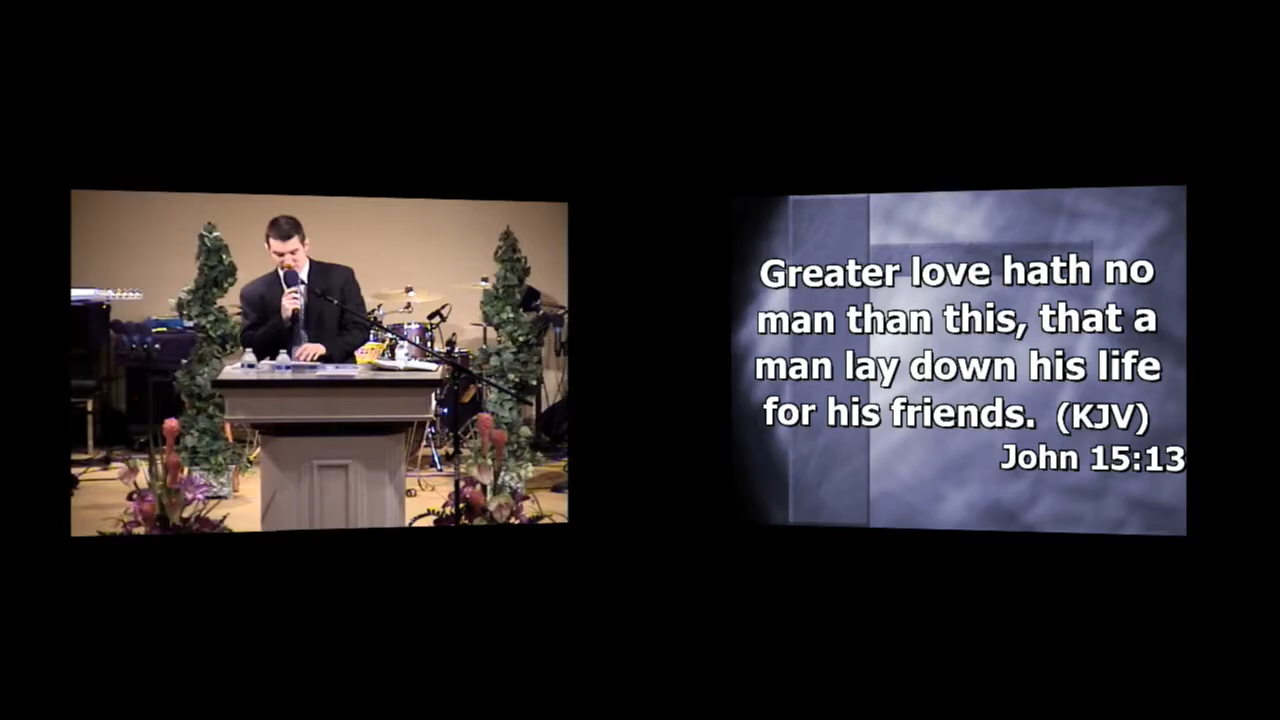 Greater love hath no
man than this, that a
man lay down his life
for his friends. (KJV)
John 15:13